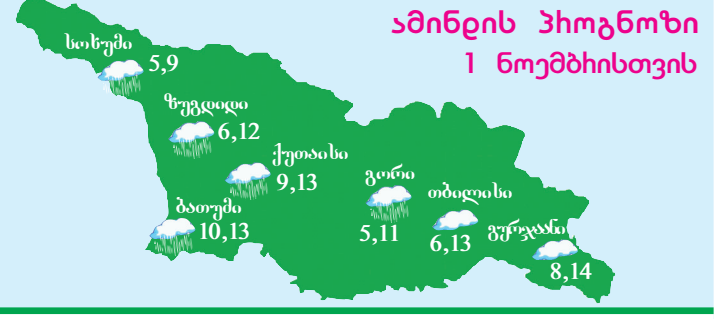 ამინდის პროგნოზი
1 ნოემბრისთვის
სოხუმი
5,9
ზუგდიდი
6,12
ქუთაისი
9,13
გორი
5,11
თბილისი
6,13
ბათუმი
10,13
გურჯაანი
8,14